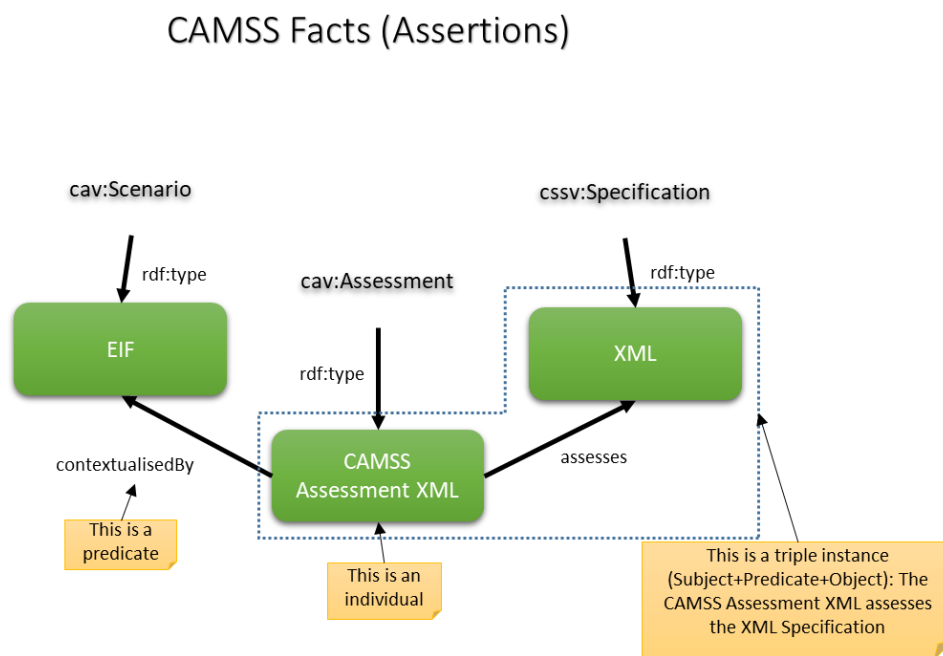 CAMSS Facts (Assertions)
cav:Scenario
cssv:Specification
rdf:type
rdf:type
cav:Assessment
EIF
XML
rdf:type
contextualisedBy
CAMSS
Assessment XML
assesses
This is a
predicate
This is an
individual
This is a triple instance
(Subject+Predicate+Object): The
CAMSS Assessment XML assesses
the XML Specification